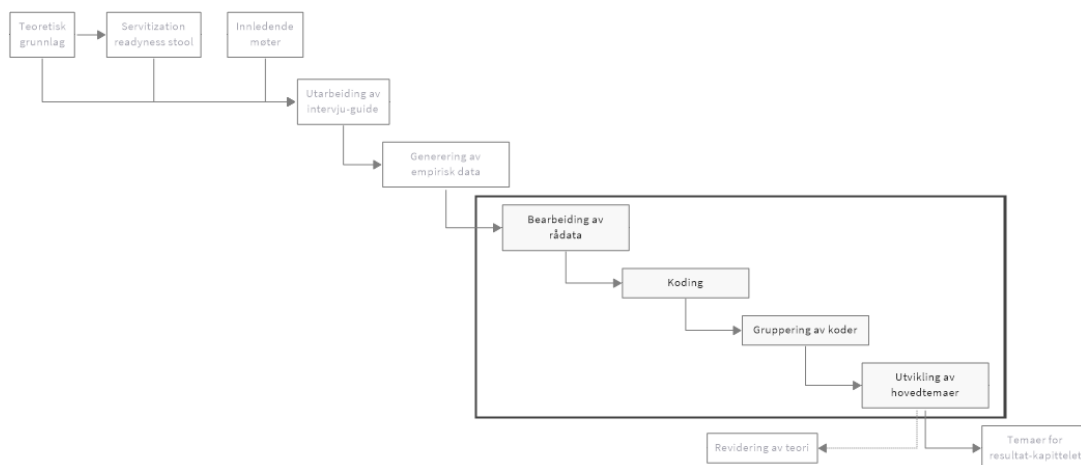 Teoretisk
grunnlag
Servitization
readyness stool
Innledende
møter
Utarbeiding av
intervju-guide
Generering av
empirisk data
Bearbeiding av
rådata
Koding
Gruppering av koder
Utvikling av
hovedtemaer
Revidering av teori
Temaer for
resultat-kapittelet